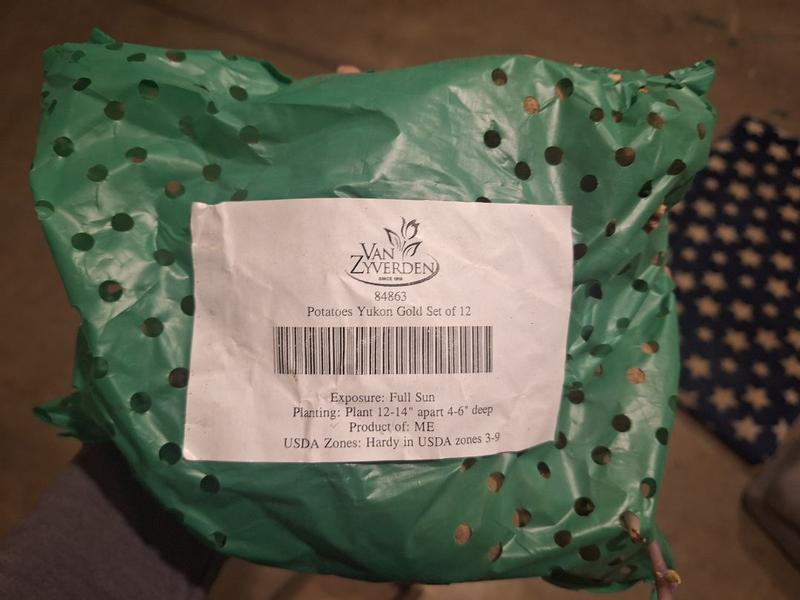 VAN
ZYVERDEN
SINCE 1919
84863
Potatoes Yukon Gold Set of 12
Exposure: Full Sun
Planting: Plant 12-14" apart 4-6" deep
Product of: ME
USDA Zones: Hardy in USDA zones 3-9